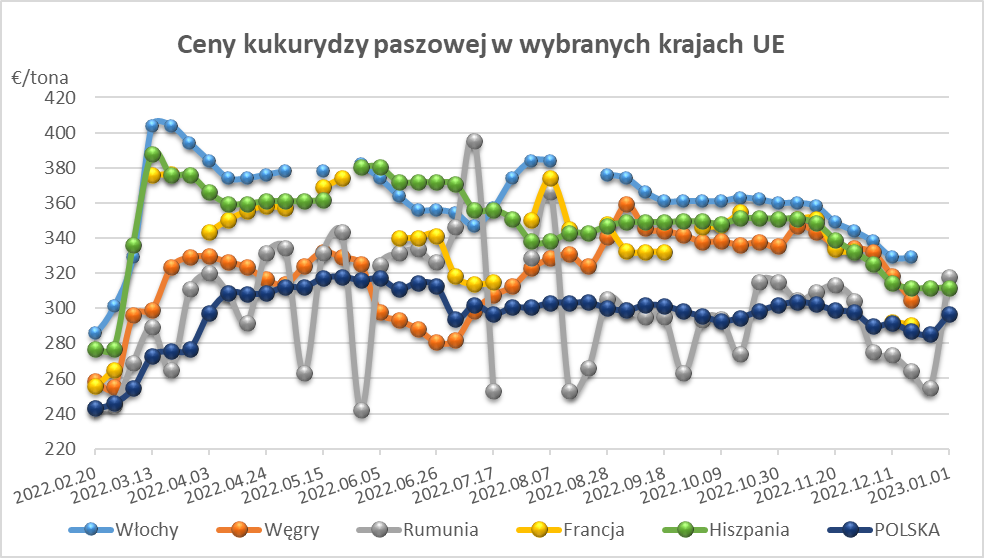 Ceny kukurydzy paszowej w wybranych krajach UE
€/tona
420
400
380
360
340
320
300
280
260
240
220
2022.02.20 2022.03.13 2022.04.03 2022.04.24 2022.05.15 2022.06.05 2022.06.26 2022.07.17 2022.08.07 2022.08.28 2022.09.18 2022.10.09 2022.10.30 2022.11.20 2022.12.11 2023.01.01
Włochy Węgry Rumunia Francja Hiszpania POLSKA